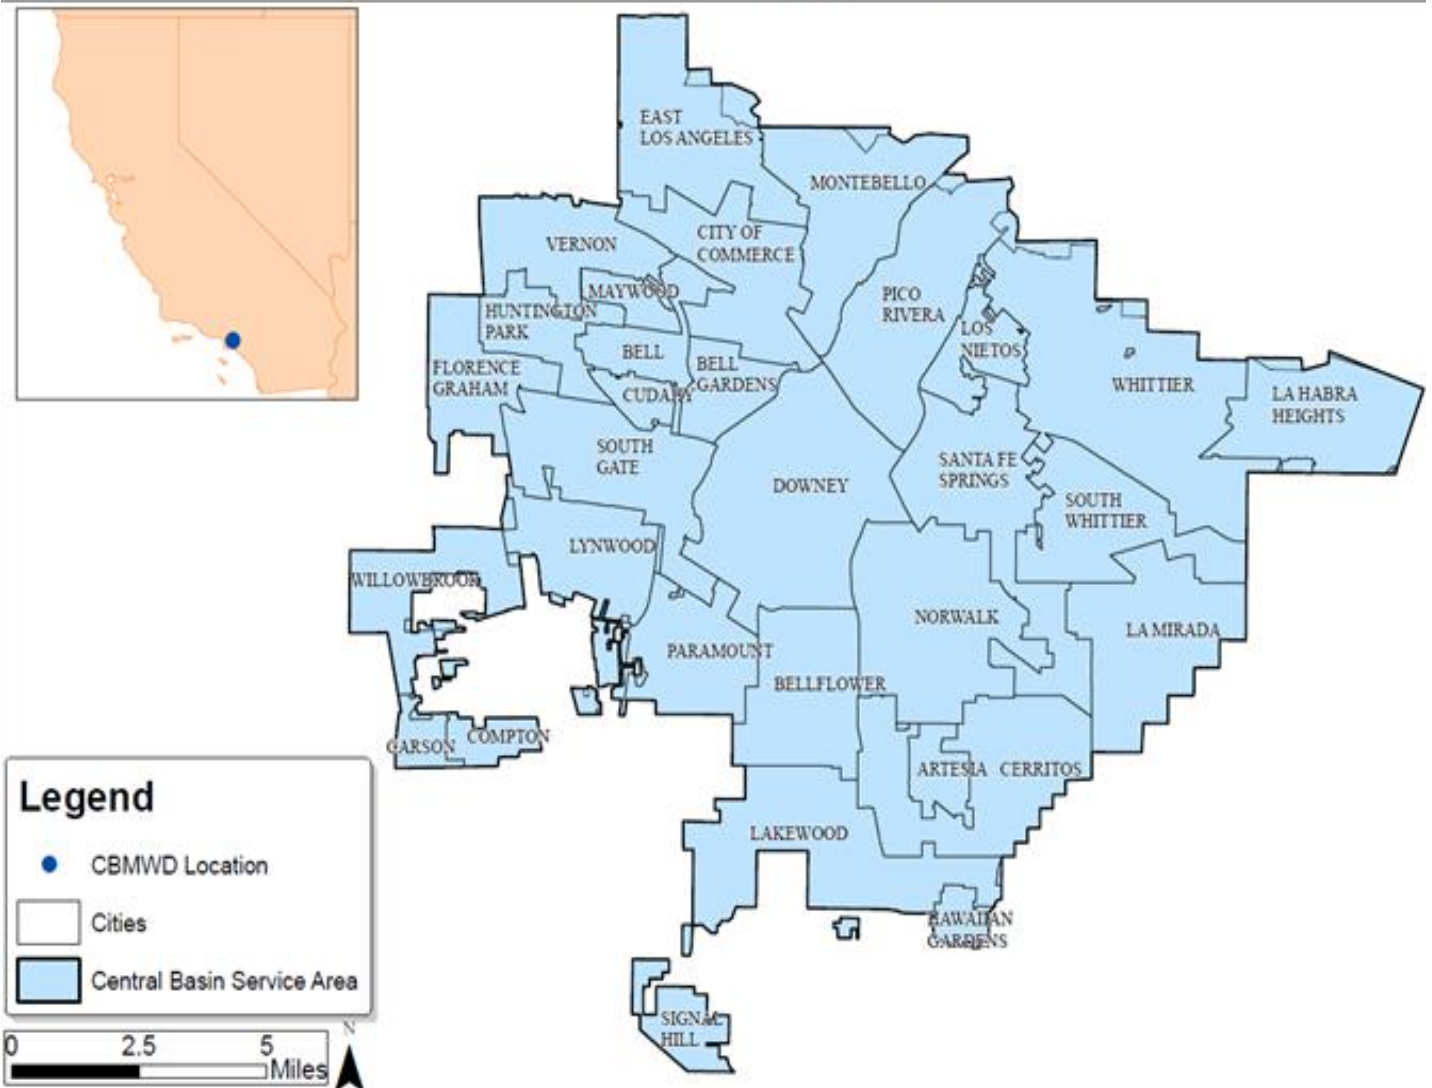 EAST
LOS ANGELES
MONTEBELLO
CITY OF
COMMERCE
VERNON
MAYWOOD
HUNTINGTON
PARK
PICO
RIVERA
LOS
NIETOS
BELL
BELL
GARDENS
FLORENCE
GRAHAM
CUDAHY
WHITTIER
LA HABRA
HEIGHTS
SOUTH
GATE
DOWNEY
SANTA FE
SPRINGS
SOUTH
WHITTIER
LYNWOOD
WILLOWBROOK
NORWALK
LA MIRADA
PARAMOUNT
BELLFLOWER
CARSON
COMPTON
ARTESIA
CERRITOS
LAKEWOOD
HAWAIIAN
GARDENS
SIGNAL
HILL
Legend
CBMWD Location
Cities
Central Basin Service Area
0 2.5 5
Miles
N